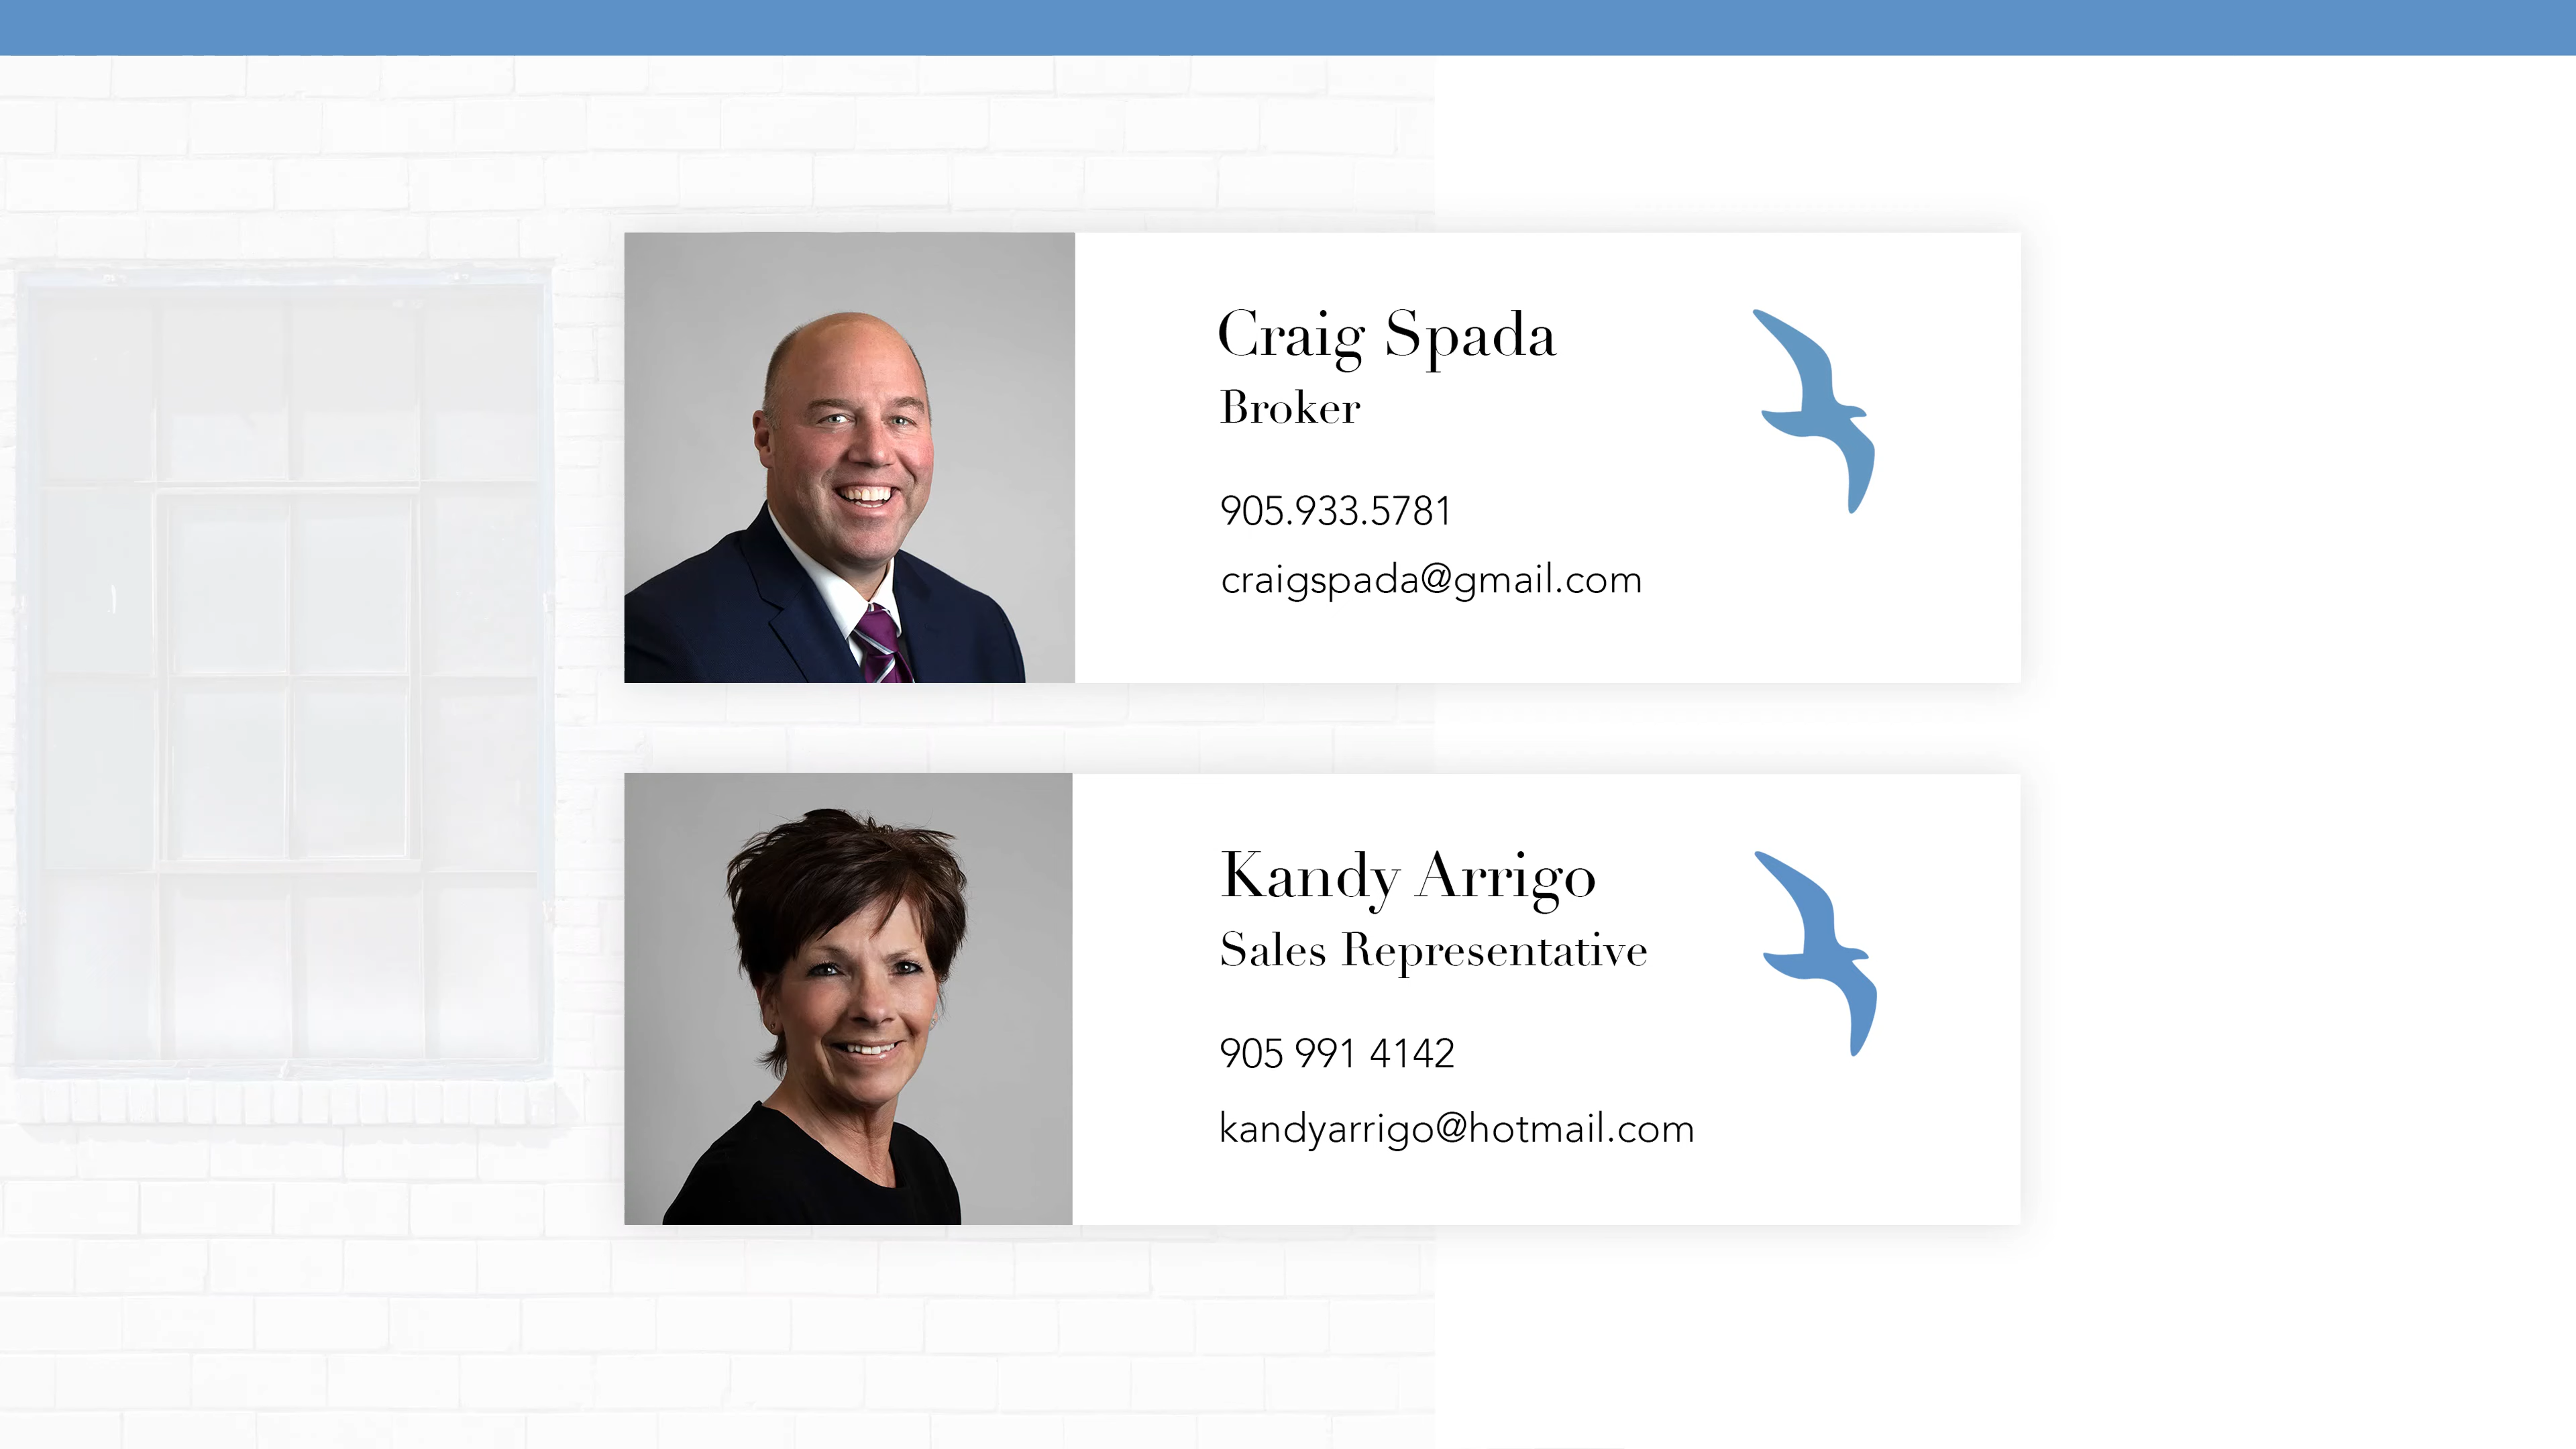 Craig Spada
Broker
905.933.5781
craigspada@gmail.com
Kandy Arrigo
Sales Representative
905 991 4142
kandyarrigo@hotmail.com